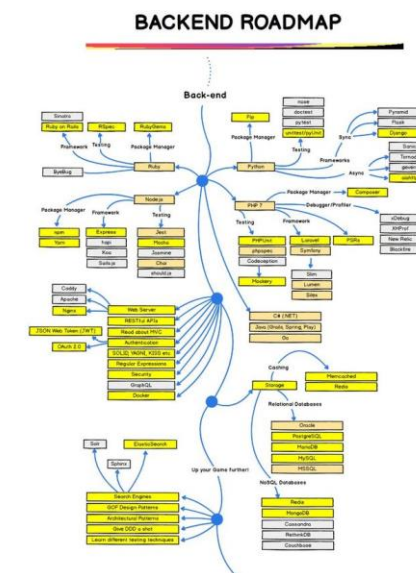 BACKEND ROADMAP
Back-end
Sinatra
Ruby on Rails
RSpec
RubyGems
Framework
Testing
Package Manager
ByeBug
Ruby
Pip
nose
doctest
pytest
unittest/pyUnit
Package Manager
Testing
Python
Pyramid
Flask
Django
Sync
Frameworks
Async
Node.js
Package Manager
Framework
Testing
npm
Yarn
Express
hapi
Koa
Sails.js
Jest
Mocha
Jasmine
Chai
should.js
PHP 7
Package Manager
Composer
Debugger/Profiler
xDebug
XHProf
New Relic
Blackfire
Testing
Framework
PHPUnit
phpspec
Codeception
Mockery
Laravel
Symfony
Slim
Lumen
Silex
PSRs
C# (.NET)
Java (Grails, Spring, Play)
Go
Caddy
Apache
Nginx
JSON Web Token (JWT)
OAuth 2.0
Web Server
RESTful APIs
Read about MVC
Authentication
SOLID, YAGNI, KISS etc.
Regular Expressions
Security
GraphQL
Docker
Caching
Storage
Memcached
Redis
Relational Databases
Oracle
PostgreSQL
MariaDB
MySQL
MSSQL
NoSQL Databases
Redis
MongoDB
Cassandra
RethinkDB
Couchbase
Up your Game further!
Solr
Sphinx
ElasticSearch
Search Engines
GOF Design Patterns
Architectural Patterns
Give DDD a shot
Learn different testing techniques